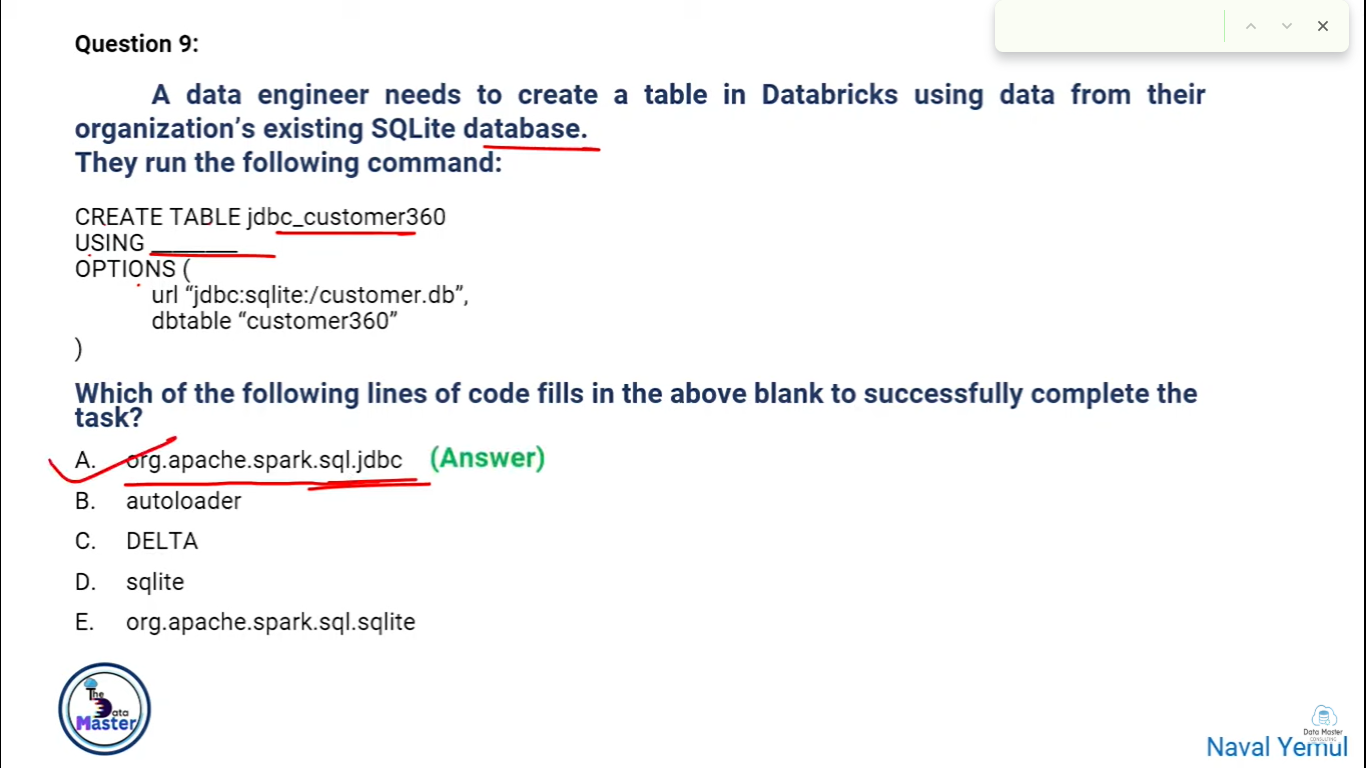 Question 9:
A data engineer needs to create a table in Databricks using data from their
organization’s existing SQLite database.
They run the following command:
CREATE TABLE jdbc_customer360
USING ________
OPTIONS (
url “jdbc:sqlite:/customer.db”,
dbtable “customer360”
)
Which of the following lines of code fills in the above blank to successfully complete the
task?
A. org.apache.spark.sql.jdbc (Answer)
B. autoloader
C. DELTA
D. sqlite
E. org.apache.spark.sql.sqlite
The
Data
Master
Data Master
CONSULTING
Naval Yemul